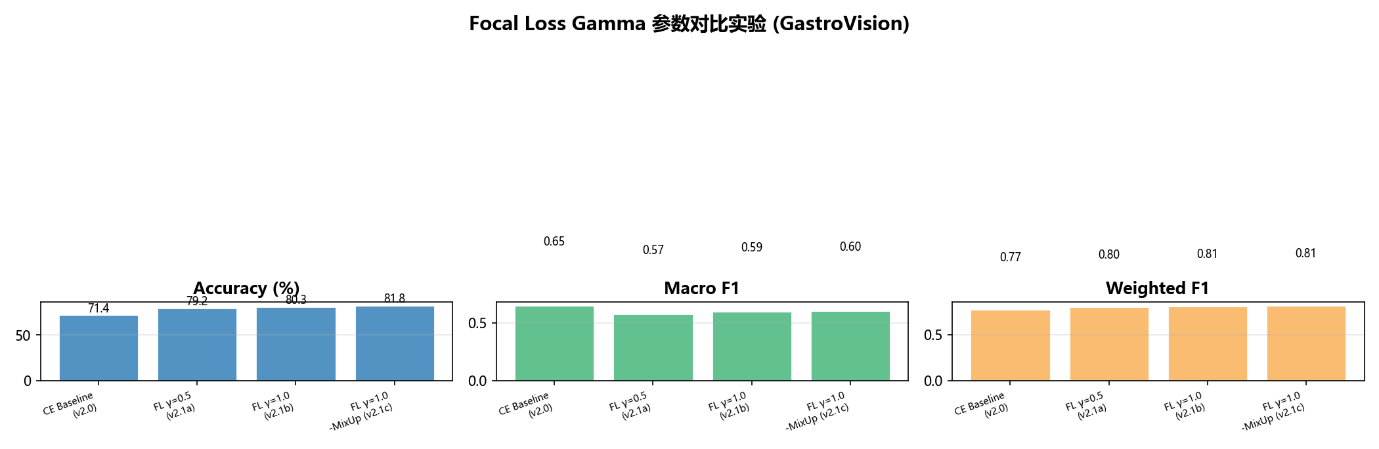 Focal Loss Gamma 参数对比实验 (GastroVision)
Accuracy (%)
71.4
79.2
80.3
81.8
50
0
CE Baseline
(v2.0)
FL γ=0.5
(v2.1a)
FL γ=1.0
(v2.1b)
FL γ=1.0
-MixUp (v2.1c)
0.65
0.57
0.59
0.60
Macro F1
0.5
0.0
CE Baseline
(v2.0)
FL γ=0.5
(v2.1a)
FL γ=1.0
(v2.1b)
FL γ=1.0
-MixUp (v2.1c)
0.77
0.80
0.81
0.81
Weighted F1
0.5
0.0
CE Baseline
(v2.0)
FL γ=0.5
(v2.1a)
FL γ=1.0
(v2.1b)
FL γ=1.0
-MixUp (v2.1c)